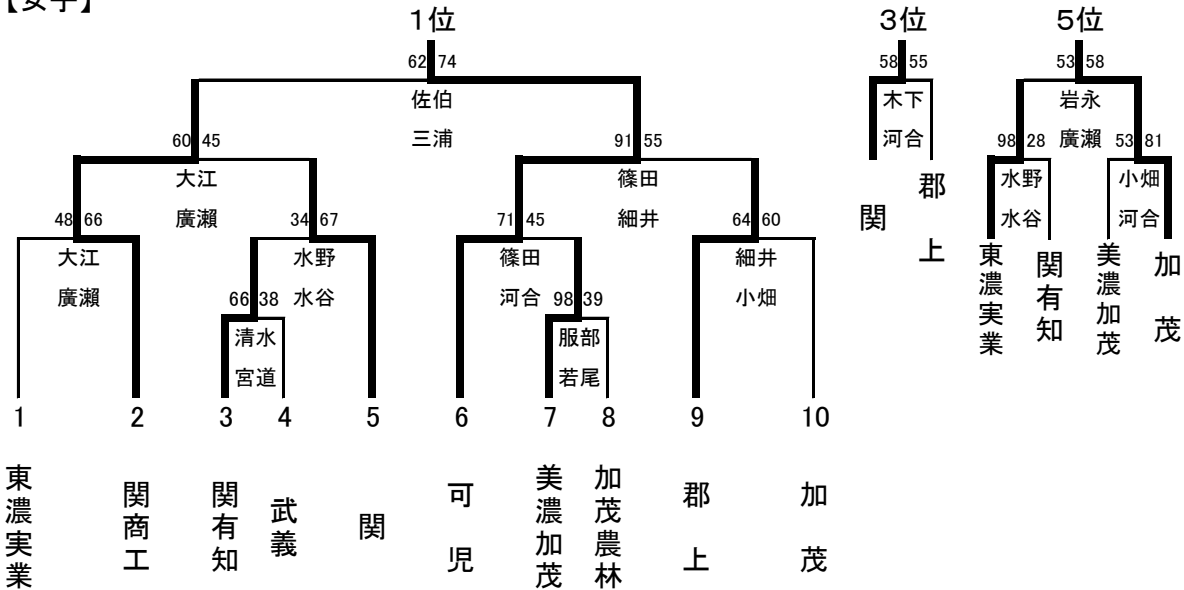 【女子】
1位 3位 5位
62 74 58 55 53 58
佐伯 木下 岩永
三浦 河合 廣瀬
60 45 91 55 98 28 53 81
大江 篠田 水野 小畑
廣瀬 細井 水谷 河合
48 66 34 67 71 45 64 60
大江 水野 篠田 細井
廣瀬 水谷 河合 小畑
66 38 98 39
清水 服部
宮道 若尾
関 郡上 東濃実業 関有知 美濃加茂 加茂
1 2 3 4 5 6 7 8 9 10
東濃実業
関商工
関有知
武義
関
可児
美濃加茂
加茂農林
郡上
加茂